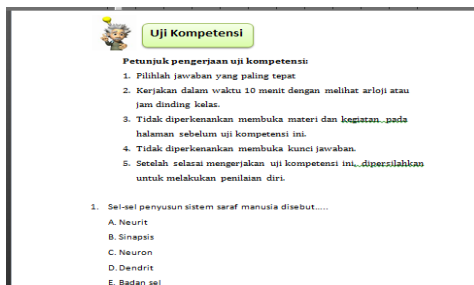 Uji Kompetensi
Petunjuk pengerjaan uji kompetensi:
1. Pilihlah jawaban yang paling tepat
2. Kerjakan dalam waktu 10 menit dengan melihat arloji atau
jam dinding kelas.
3. Tidak diperkenankan membuka materi dan kegiatan pada
halaman sebelum uji kompetensi ini.
4. Tidak diperkenankan membuka kunci jawaban.
5. Setelah selasai mengerjakan uji kompetensi ini, dipersilahkan
untuk melakukan penilaian diri.
1. Sel-sel penyusun sistem saraf manusia disebut.....
A. Neurit
B. Sinapsis
C. Neuron
D. Dendrit
E. Badan sel